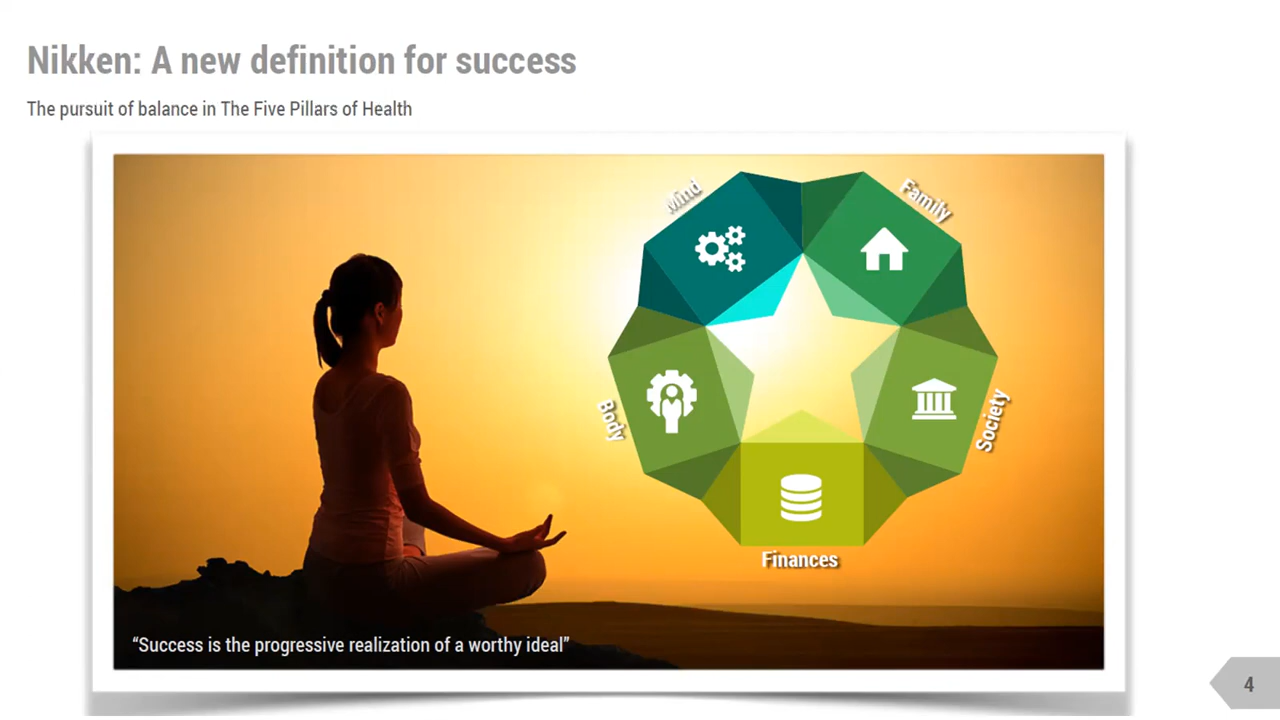 Nikken: A new definition for success
The pursuit of balance in The Five Pillars of Health
Mind
Family
Body
Society
Finances
“Success is the progressive realization of a worthy ideal”
4